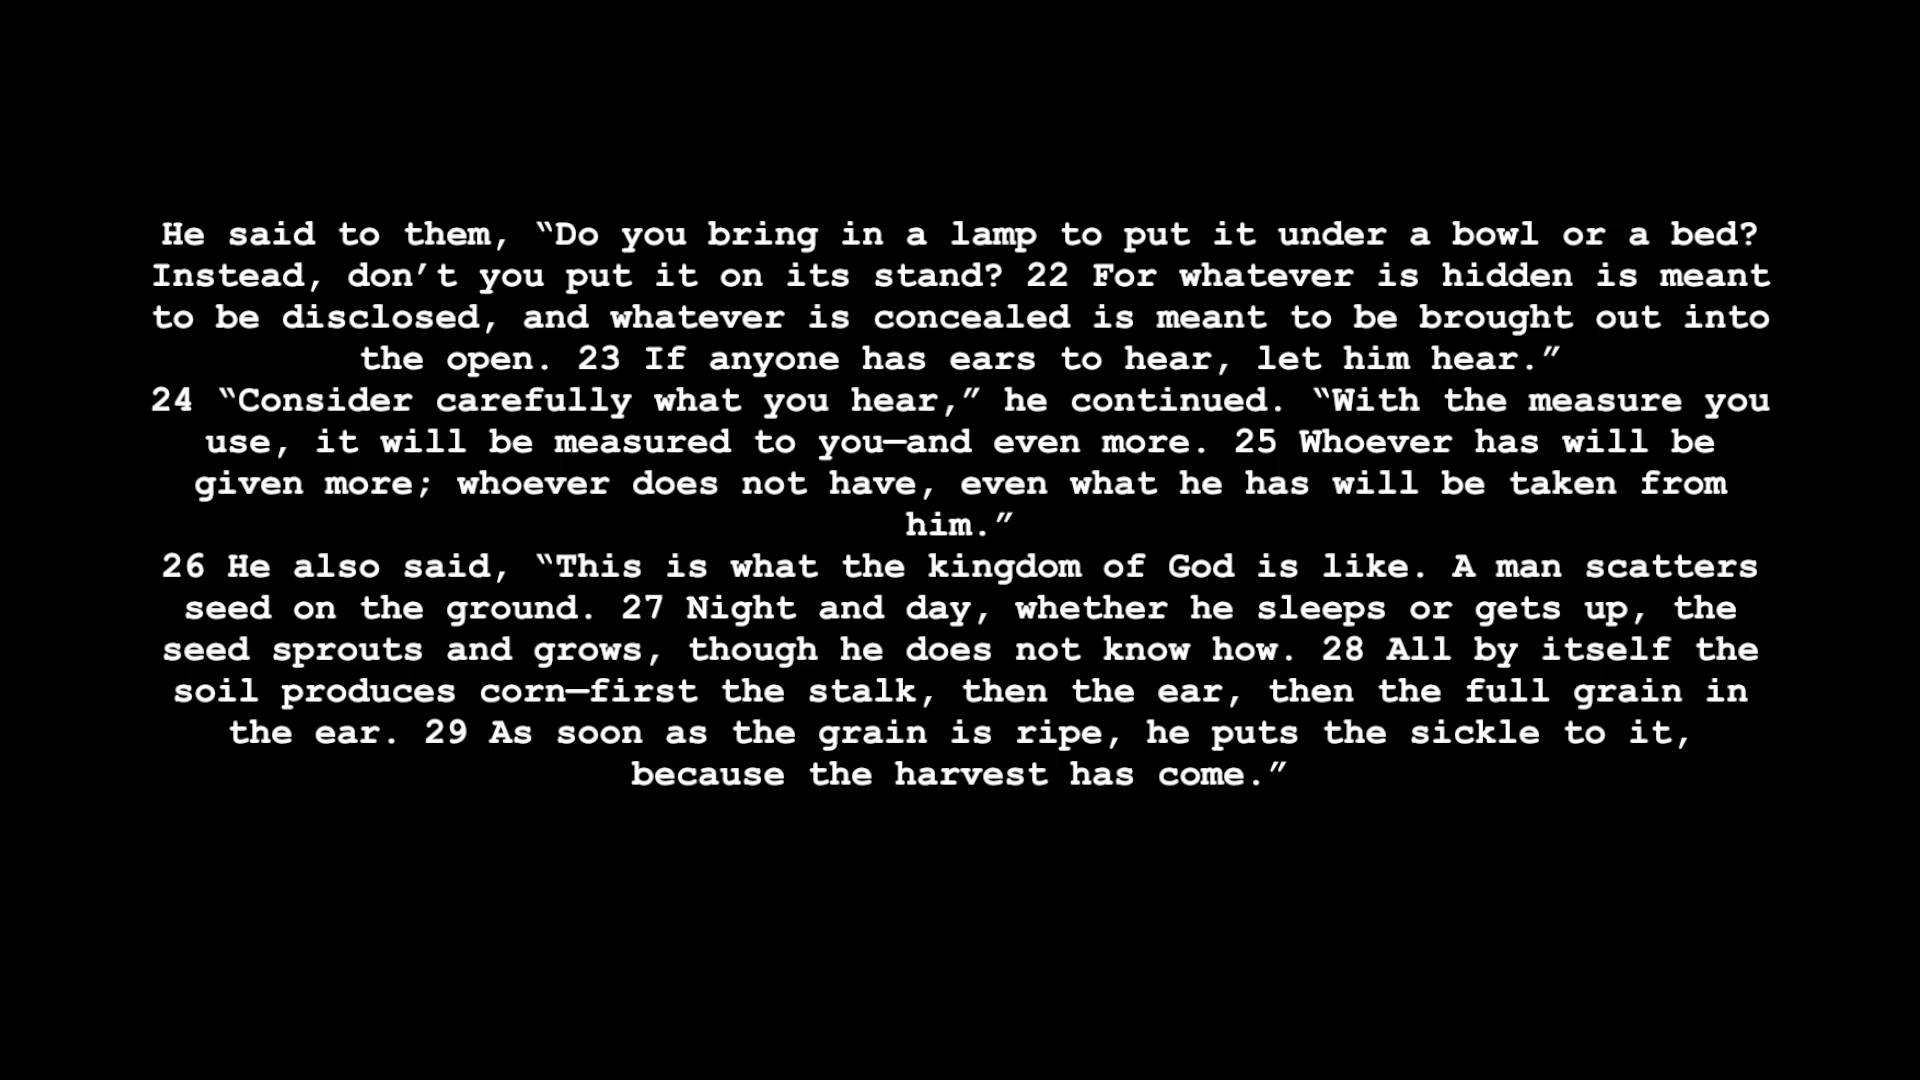 He said to them, “Do you bring in a lamp to put it under a bowl or a bed?
Instead, don’t you put it on its stand? 22 For whatever is hidden is meant
to be disclosed, and whatever is concealed is meant to be brought out into
the open. 23 If anyone has ears to hear, let him hear.”
24 “Consider carefully what you hear,” he continued. “With the measure you
use, it will be measured to you—and even more. 25 Whoever has will be
given more; whoever does not have, even what he has will be taken from
him.”
26 He also said, “This is what the kingdom of God is like. A man scatters
seed on the ground. 27 Night and day, whether he sleeps or gets up, the
seed sprouts and grows, though he does not know how. 28 All by itself the
soil produces corn—first the stalk, then the ear, then the full grain in
the ear. 29 As soon as the grain is ripe, he puts the sickle to it,
because the harvest has come.”